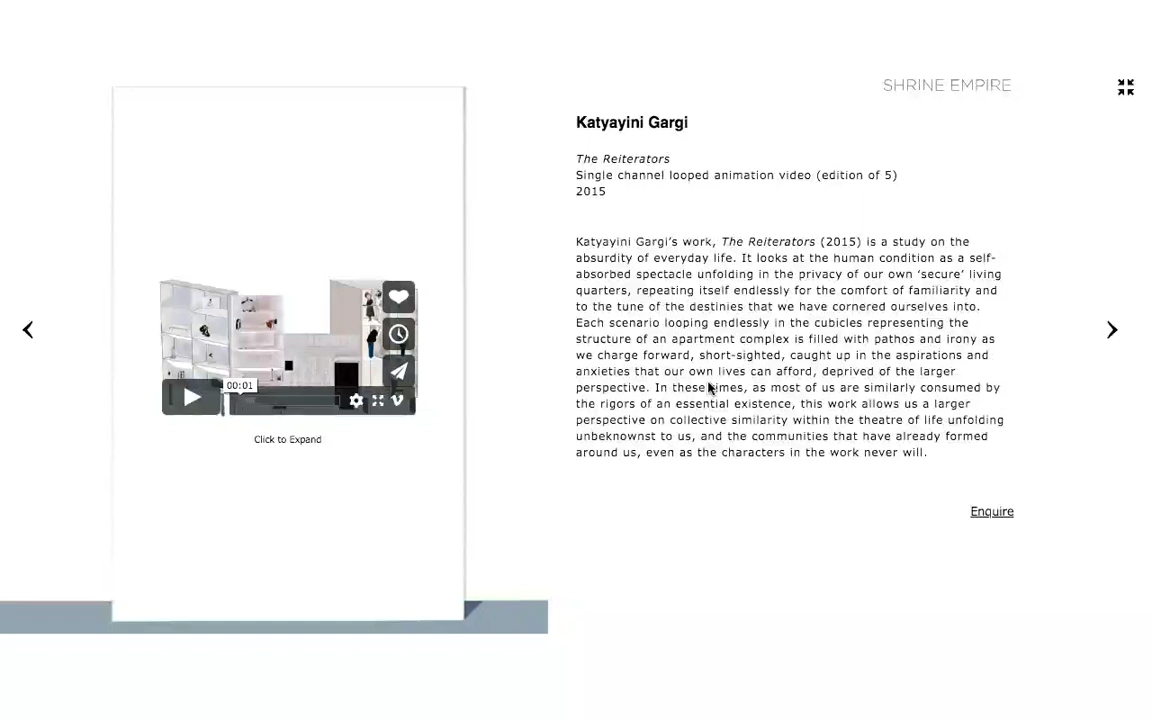 SHRINE EMPIRE
Katyayini Gargi
The Reiterators
Single channel looped animation video (edition of 5)
2015
Katyayini Gargi's work, The Reiterators (2015) is a study on the
absurdity of everyday life. It looks at the human condition as a self-
absorbed spectacle unfolding in the privacy of our own ‘secure’ living
quarters, repeating itself endlessly for the comfort of familiarity and
to the tune of the destinies that we have cornered ourselves into.
Each scenario looping endlessly in the cubicles representing the
structure of an apartment complex is filled with pathos and irony as
we charge forward, short-sighted, caught up in the aspirations and
anxieties that our own lives can afford, deprived of the larger
perspective. In these times, as most of us are similarly consumed by
the rigors of an essential existence, this work allows us a larger
perspective on collective similarity within the theatre of life unfolding
unbeknownst to us, and the communities that have already formed
around us, even as the characters in the work never will.
Enquire
00:01
Click to Expand